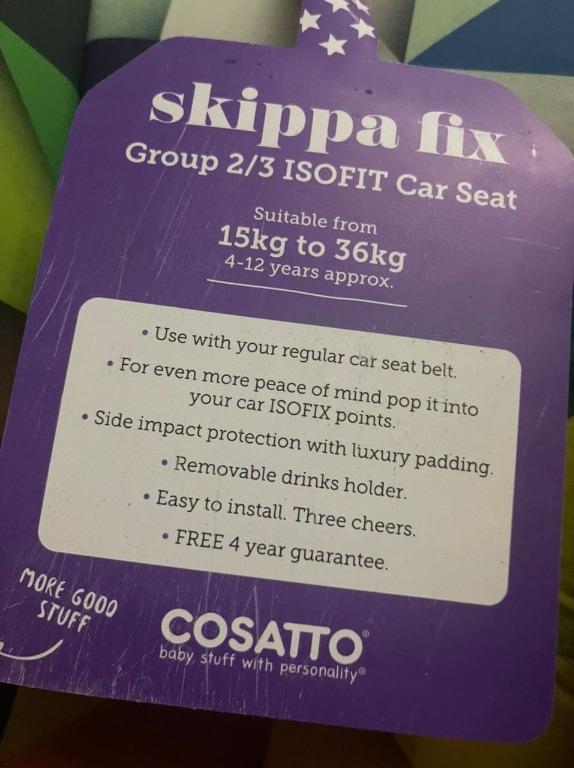 skippa fix
Group 2/3 ISOFIT Car Seat
Suitable from
15kg to 36kg
4-12 years approx.
• Use with your regular car seat belt.
• For even more peace of mind pop it into
your car ISOFIX points.
• Side impact protection with luxury padding.
• Removable drinks holder.
• Easy to install. Three cheers.
• FREE 4 year guarantee.
MORE GOOD
STUFF
COSATTO®
baby stuff with personality®